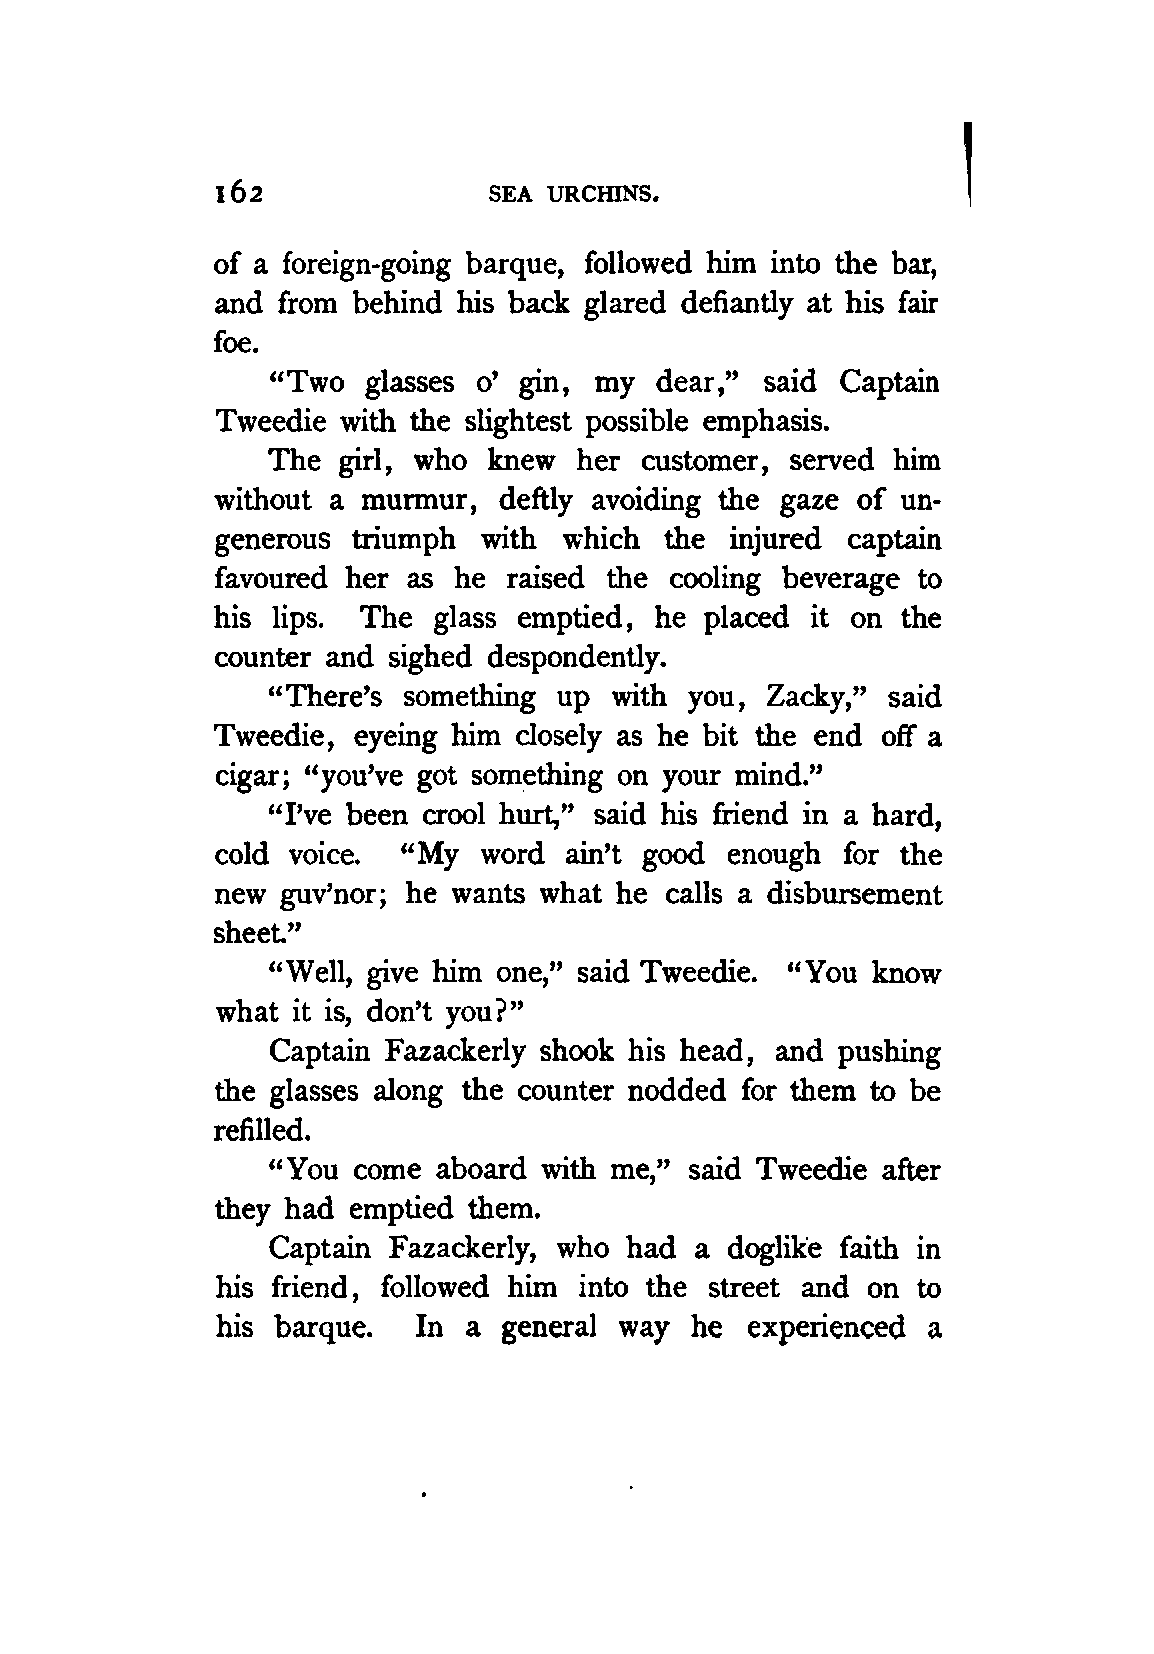 162 SEA URCHINS.
of a foreign-going barque, followed him into the bar,
and from behind his back glared defiantly at his fair
foe.
“Two glasses o’ gin, my dear,” said Captain
Tweedie with the slightest possible emphasis.
The girl, who knew her customer, served him
without a murmur, deftly avoiding the gaze of un-
generous triumph with which the injured captain
favoured her as he raised the cooling beverage to
his lips. The glass emptied, he placed it on the
counter and sighed despondently.
“There’s something up with you, Zacky,” said
Tweedie, eyeing him closely as he bit the end off a
cigar; “you’ve got something on your mind.”
“I’ve been crool hurt,” said his friend in a hard,
cold voice. “My word ain’t good enough for the
new guv’nor; he wants what he calls a disbursement
sheet.”
“Well, give him one,” said Tweedie. “You know
what it is, don’t you?”
Captain Fazackerly shook his head, and pushing
the glasses along the counter nodded for them to be
refilled.
“You come aboard with me,” said Tweedie after
they had emptied them.
Captain Fazackerly, who had a doglike faith in
his friend, followed him into the street and on to
his barque. In a general way he experienced a